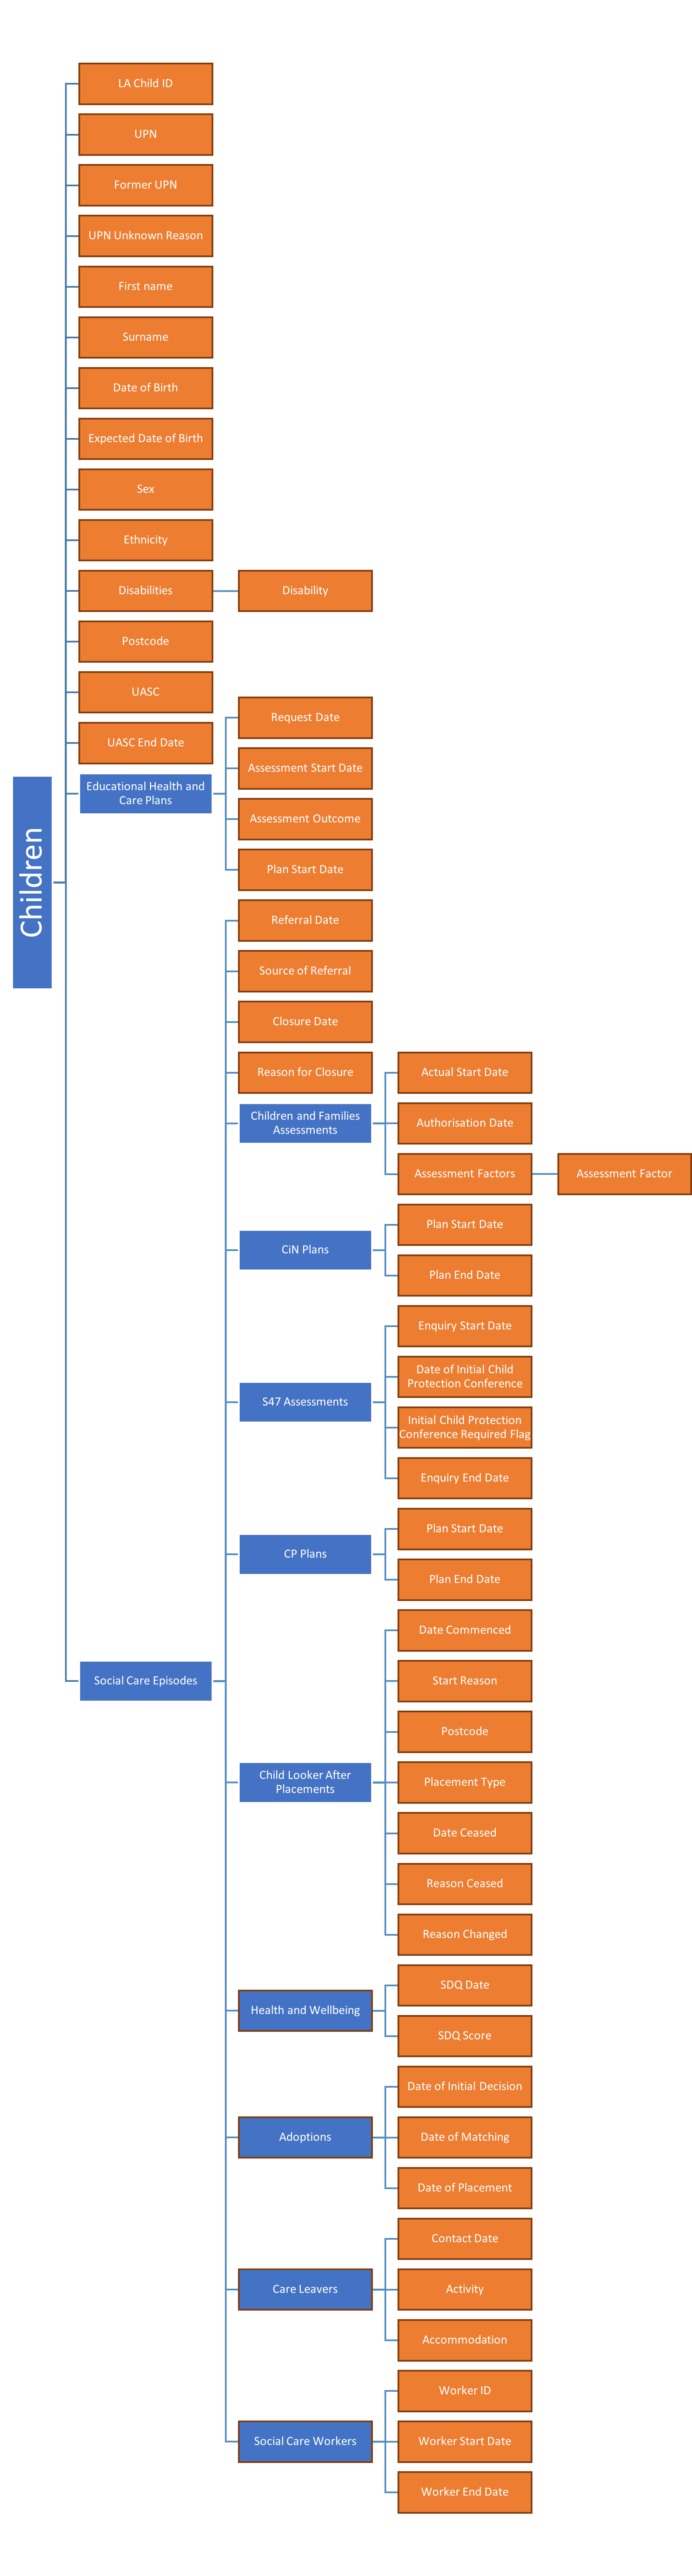 LA Child ID
UPN
Former UPN
UPN Unknown Reason
First name
Surname
Date of Birth
Expected Date of Birth
Sex
Ethnicity
Disabilities
Disability
Postcode
UASC
UASC End Date
Children
Educational Health and
Care Plans
Request Date
Assessment Start Date
Assessment Outcome
Plan Start Date
Social Care Episodes
Referral Date
Source of Referral
Closure Date
Reason for Closure
Children and Families
Assessments
Actual Start Date
Authorisation Date
Assessment Factors
Assessment Factor
CiN Plans
Plan Start Date
Plan End Date
S47 Assessments
Enquiry Start Date
Date of Initial Child
Protection Conference
Initial Child Protection
Conference Required Flag
Enquiry End Date
CP Plans
Plan Start Date
Plan End Date
Child Looker After
Placements
Date Commenced
Start Reason
Postcode
Placement Type
Date Ceased
Reason Ceased
Reason Changed
Health and Wellbeing
SDQ Date
SDQ Score
Adoptions
Date of Initial Decision
Date of Matching
Date of Placement
Care Leavers
Contact Date
Activity
Accommodation
Social Care Workers
Worker ID
Worker Start Date
Worker End Date